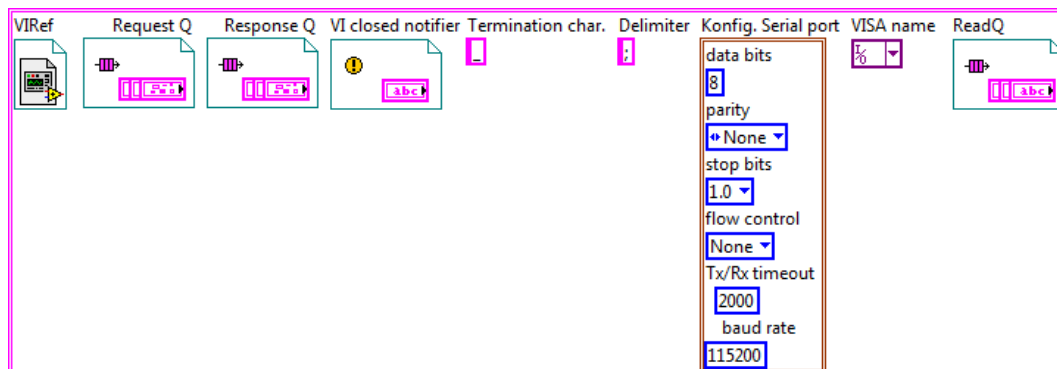 VIRef Request Q Response Q VI closed notifier Termination char. Delimiter Konfig. Serial port VISA name ReadQ
_ ; data bits I/O
abc 8 abc
parity
None
stop bits
1.0
flow control
None
Tx/Rx timeout
2000
baud rate
115200